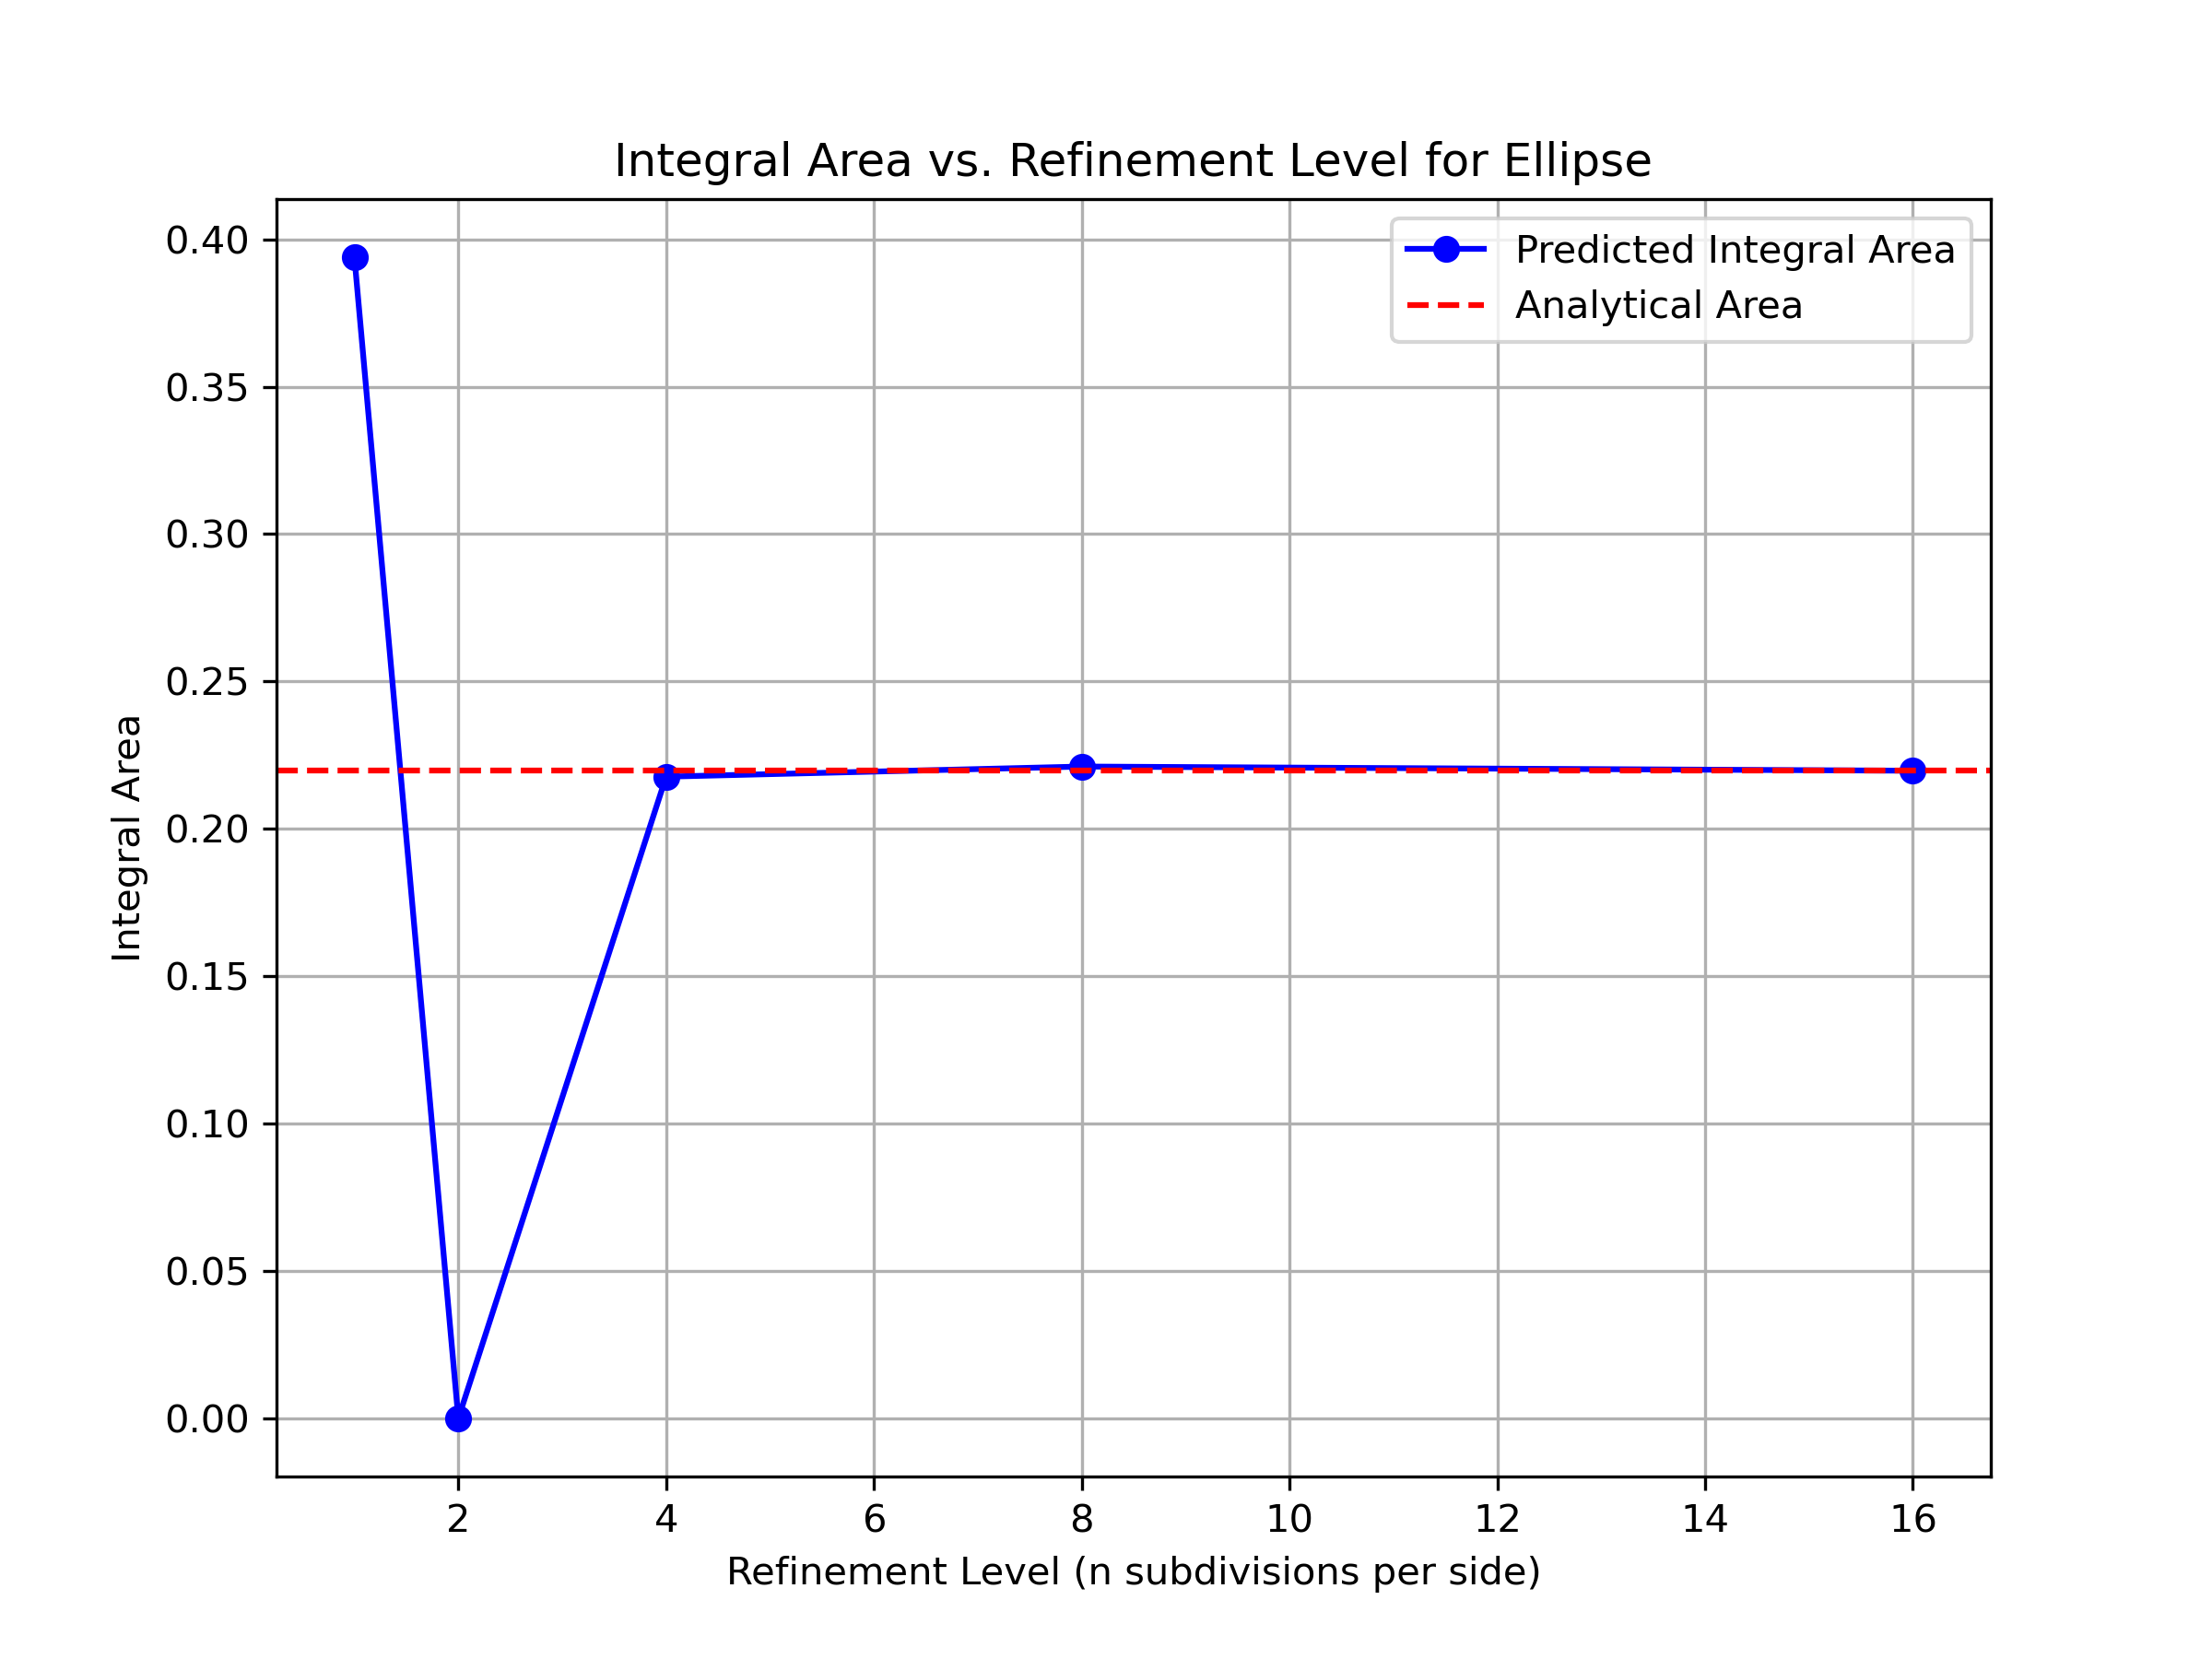 Integral Area vs. Refinement Level for Ellipse
Predicted Integral Area
Analytical Area
0.40
0.35
0.30
0.25
0.20
0.15
0.10
0.05
0.00
Integral Area
2 4 6 8 10 12 14 16
Refinement Level (n subdivisions per side)